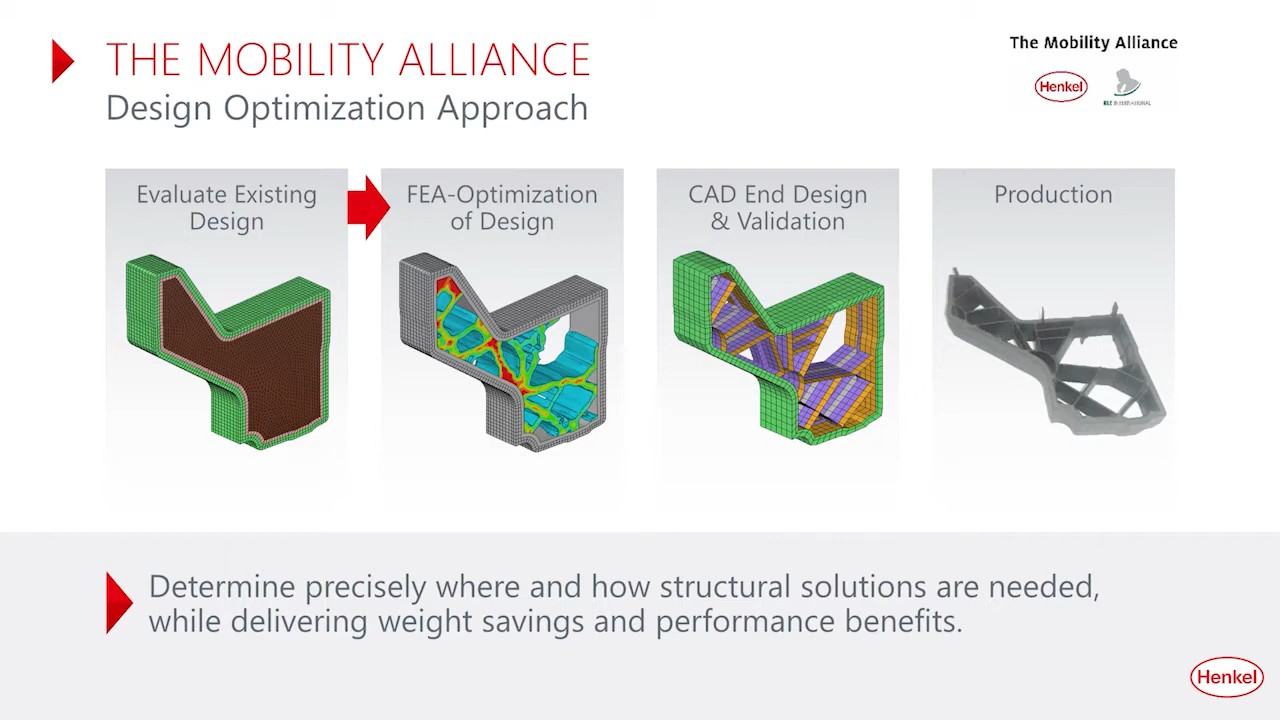 THE MOBILITY ALLIANCE
Design Optimization Approach
The Mobility Alliance
Henkel
RLE INTERNATIONAL
Evaluate Existing
Design
FEA-Optimization
of Design
CAD End Design
& Validation
Production
Determine precisely where and how structural solutions are needed,
while delivering weight savings and performance benefits.
Henkel